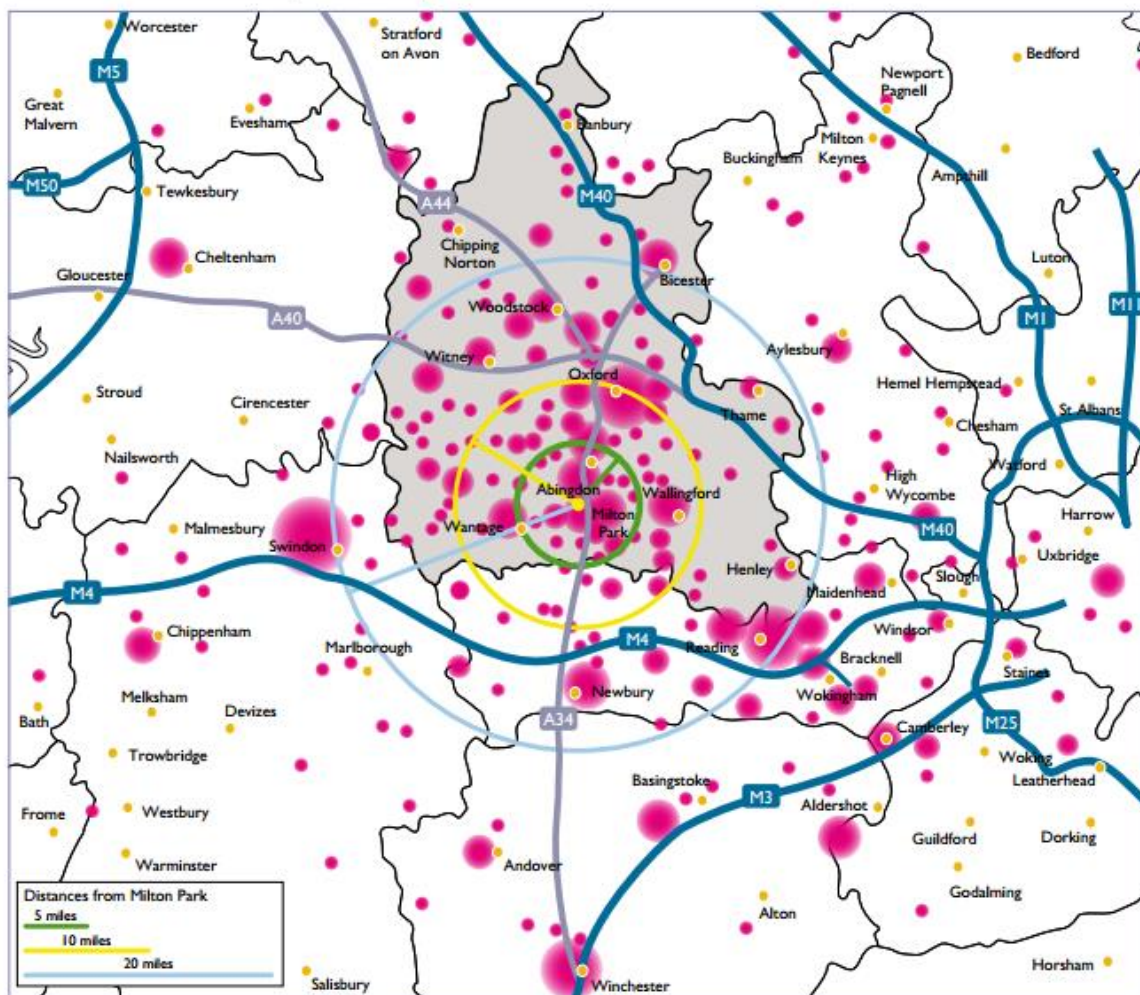 Worcester
Stratford
on Avon
Bedford
M5
Newport
Pagnell
Great
Malvern
Evesham
Banbury
Milton
Keynes
Buckingham
Ampthill
M50
Tewkesbury
M40
A44
Chipping
Norton
Cheltenham
Bicester
Luton
Gloucester
Woodstock
A40
M1
M11
Witney
Aylesbury
Oxford
Hemel Hempstead
Stroud
Cirencester
Thame
St Albans
Chesham
Nailsworth
Watford
High
Wycombe
Abingdon
Wallingford
Malmesbury
Wantage
Milton
Park
Harrow
M40
Swindon
Uxbridge
Henley
Slough
Maidenhead
M4
Chippenham
Windsor
M4
Reading
Marlborough
Bracknell
Staines
Wokingham
Newbury
Melksham
Devizes
Bath
A34
M25
Camberley
Trowbridge
Woking
Leatherhead
Basingstoke
M3
Aldershot
Westbury
Frome
Guildford
Dorking
Warminster
Andover
Godalming
Distances from Milton Park
5 miles
10 miles
20 miles
Alton
Salisbury
Winchester
Horsham